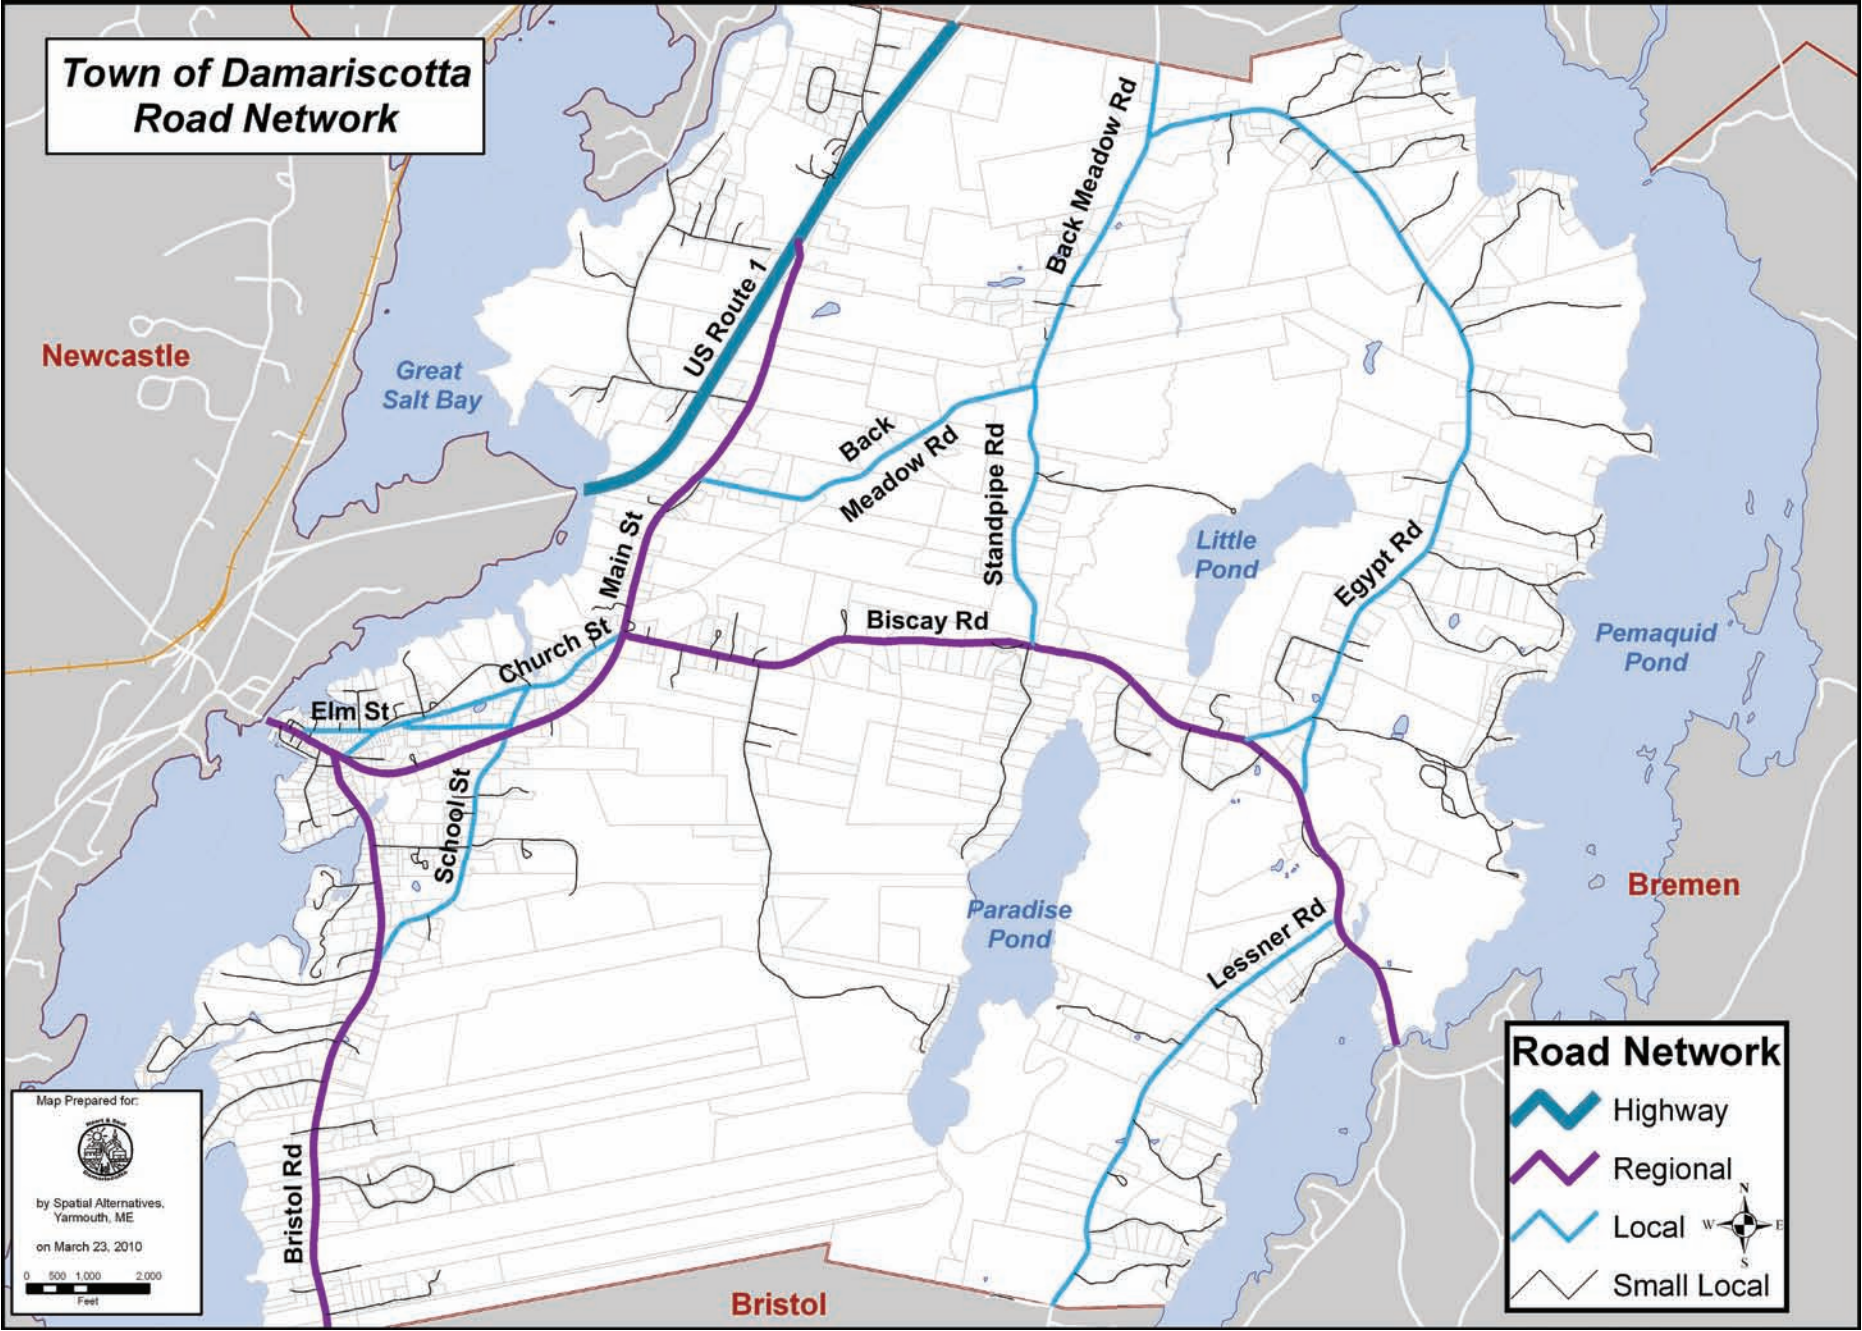 Town of Damariscotta
Road Network
Newcastle
Great
Salt Bay
US Route 1
Back Meadow Rd
Back
Meadow Rd
Standpipe Rd
Main St
Church St
Elm St
Biscay Rd
Little
Pond
Egypt Rd
Pemaquid
Pond
School St
Paradise
Pond
Lessner Rd
Bremen
Bristol Rd
Bristol
Map Prepared for:
by Spatial Alternatives,
Yarmouth, ME
on March 23, 2010
0 500 1,000 2,000
Feet
Road Network
Highway
Regional
Local
Small Local
N
W E
S